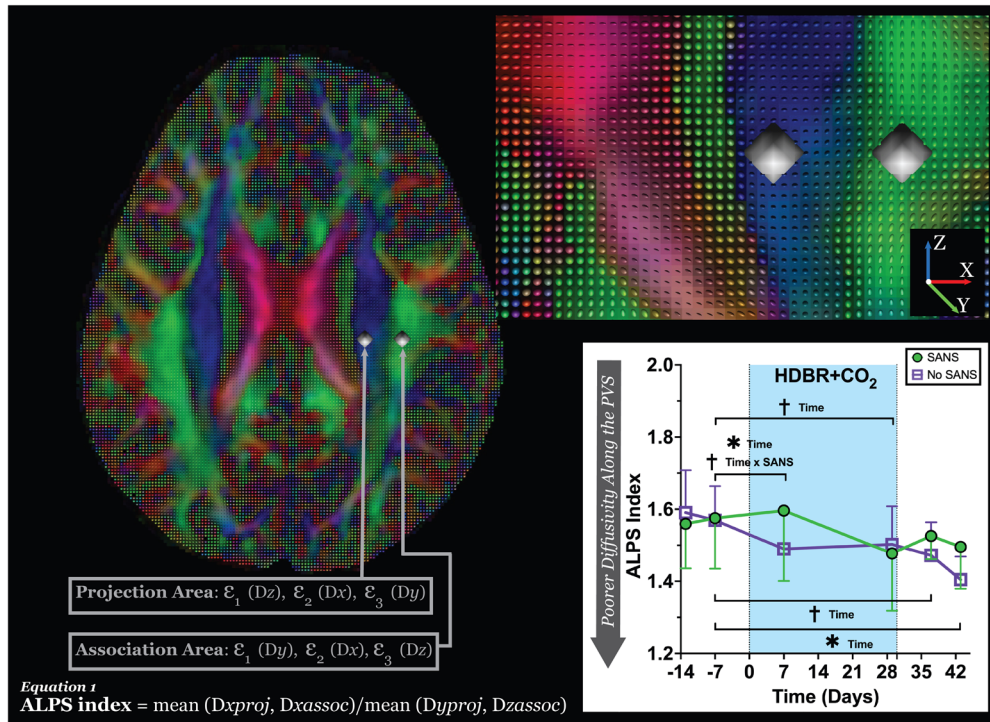 Z
X
Y
Projection Area: ε1 (Dz), ε2 (Dx), ε3 (Dy)
Association Area: ε1 (Dy), ε2 (Dx), ε3 (Dz)
Equation 1
ALPS index = mean (Dxproj, Dxassoc)/mean (Dyproj, Dzassoc)
Poorer Diffusivity Along the PVS
ALPS Index
2.0
1.8
1.6
1.4
1.2
HDBR+CO2
SANS
No SANS
† Time
* Time
† Time x SANS
† Time
* Time
-14 -7 0 7 14 21 28 35 42
Time (Days)